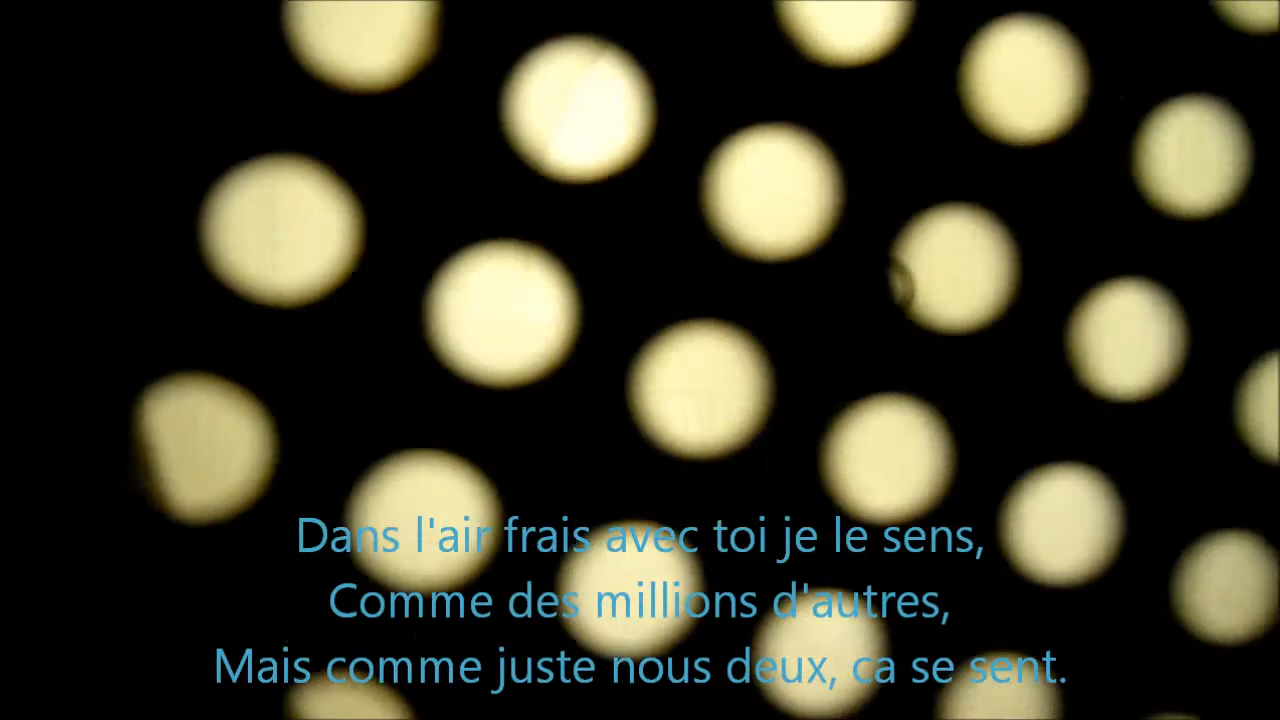 Dans l'air frais avec toi je le sens,
Comme des millions d'autres,
Mais comme juste nous deux, ca se sent.